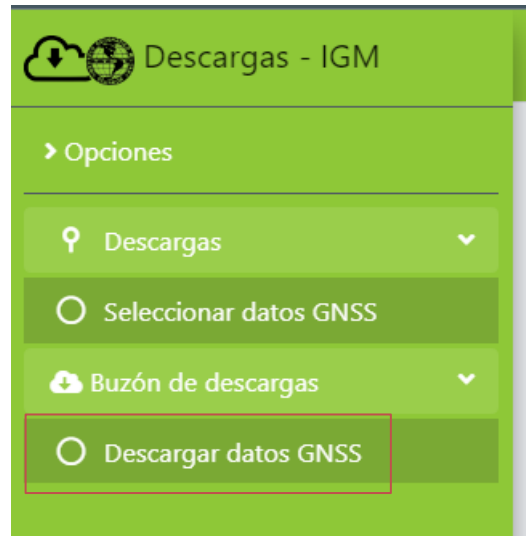 Descargas - IGM
Opciones
Descargas
Seleccionar datos GNSS
Buzón de descargas
Descargar datos GNSS